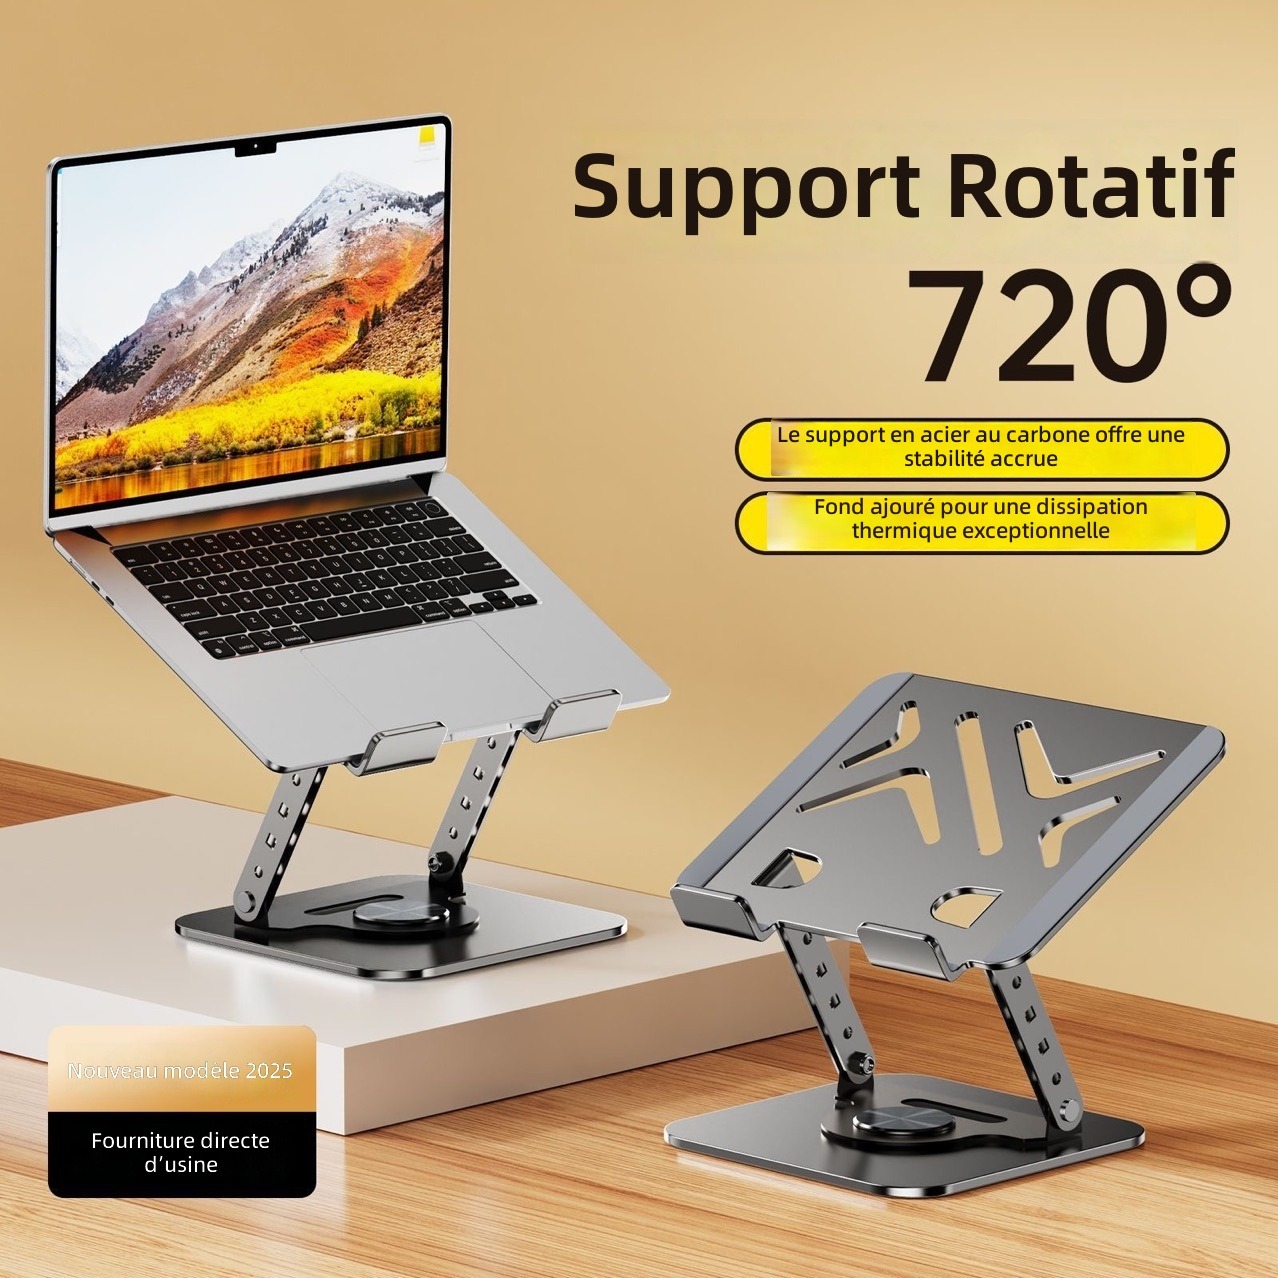 Support Rotatif
720°
Le support en acier au carbone offre une
stabilité accrue
Fond ajouré pour une dissipation
thermique exceptionnelle
Nouveau modèle 2025
Fourniture directe
d’usine